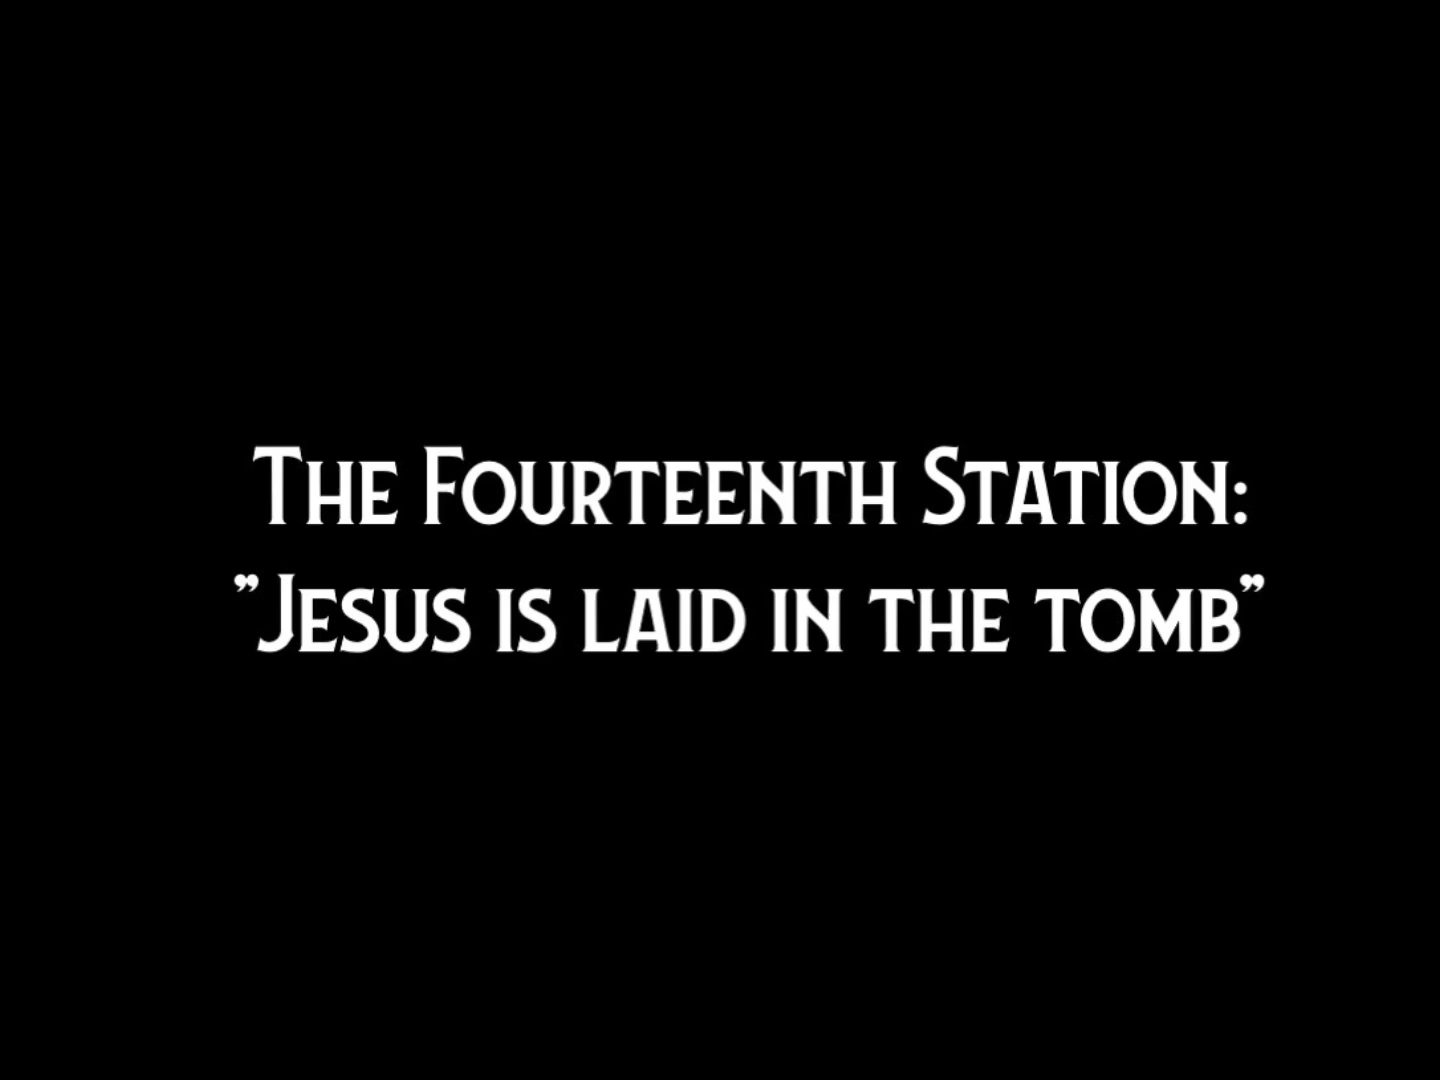 The Fourteenth Station:
”Jesus is laid in the tomb”